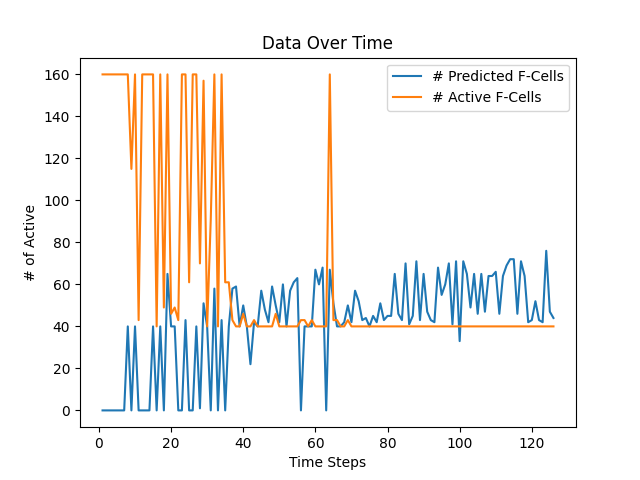 Data Over Time
# Predicted F-Cells
# Active F-Cells
# of Active
160
140
120
100
80
60
40
20
0
0 20 40 60 80 100 120
Time Steps